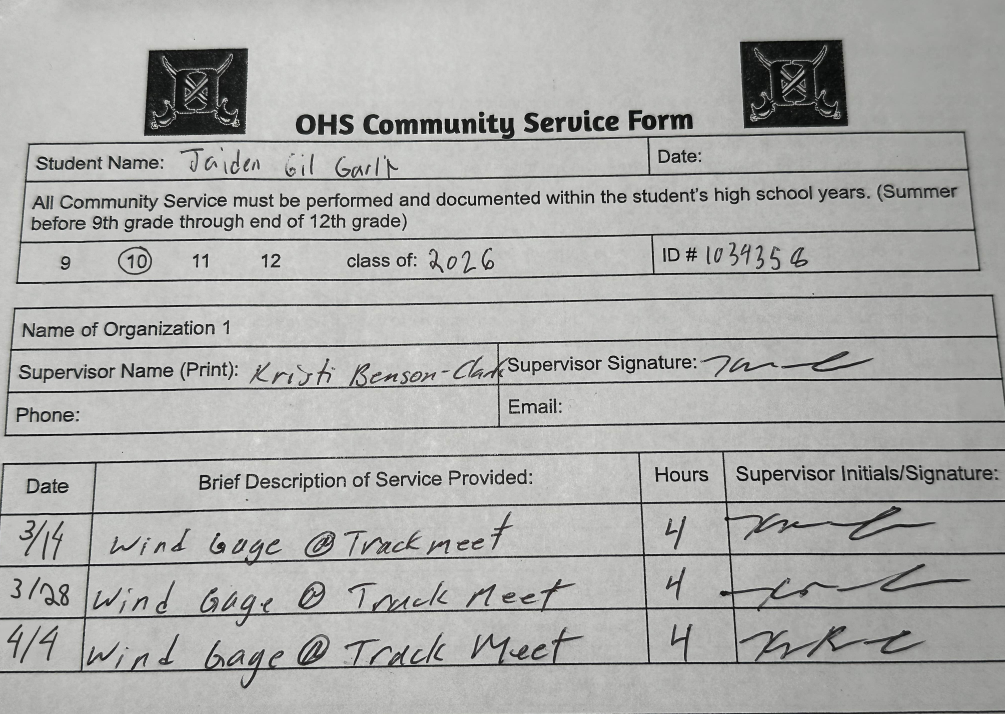 OHS Community Service Form
Student Name: Jaiden Gil Date:
All Community Service must be performed and documented within the student's high school years. (Summer
before 9th grade through end of 12th grade)
9 10 11 12 class of: 2026 ID # 1034358
Name of Organization 1
Supervisor Name (Print): Kristi Benson-Clark Supervisor Signature:
Phone: Email:
Date Brief Description of Service Provided: Hours Supervisor Initials/Signature:
3/14 Wind Gage @ Track meet 4
3/28 Wind Gage @ Track Meet 4
4/4 Wind Gage @ Track Meet 4